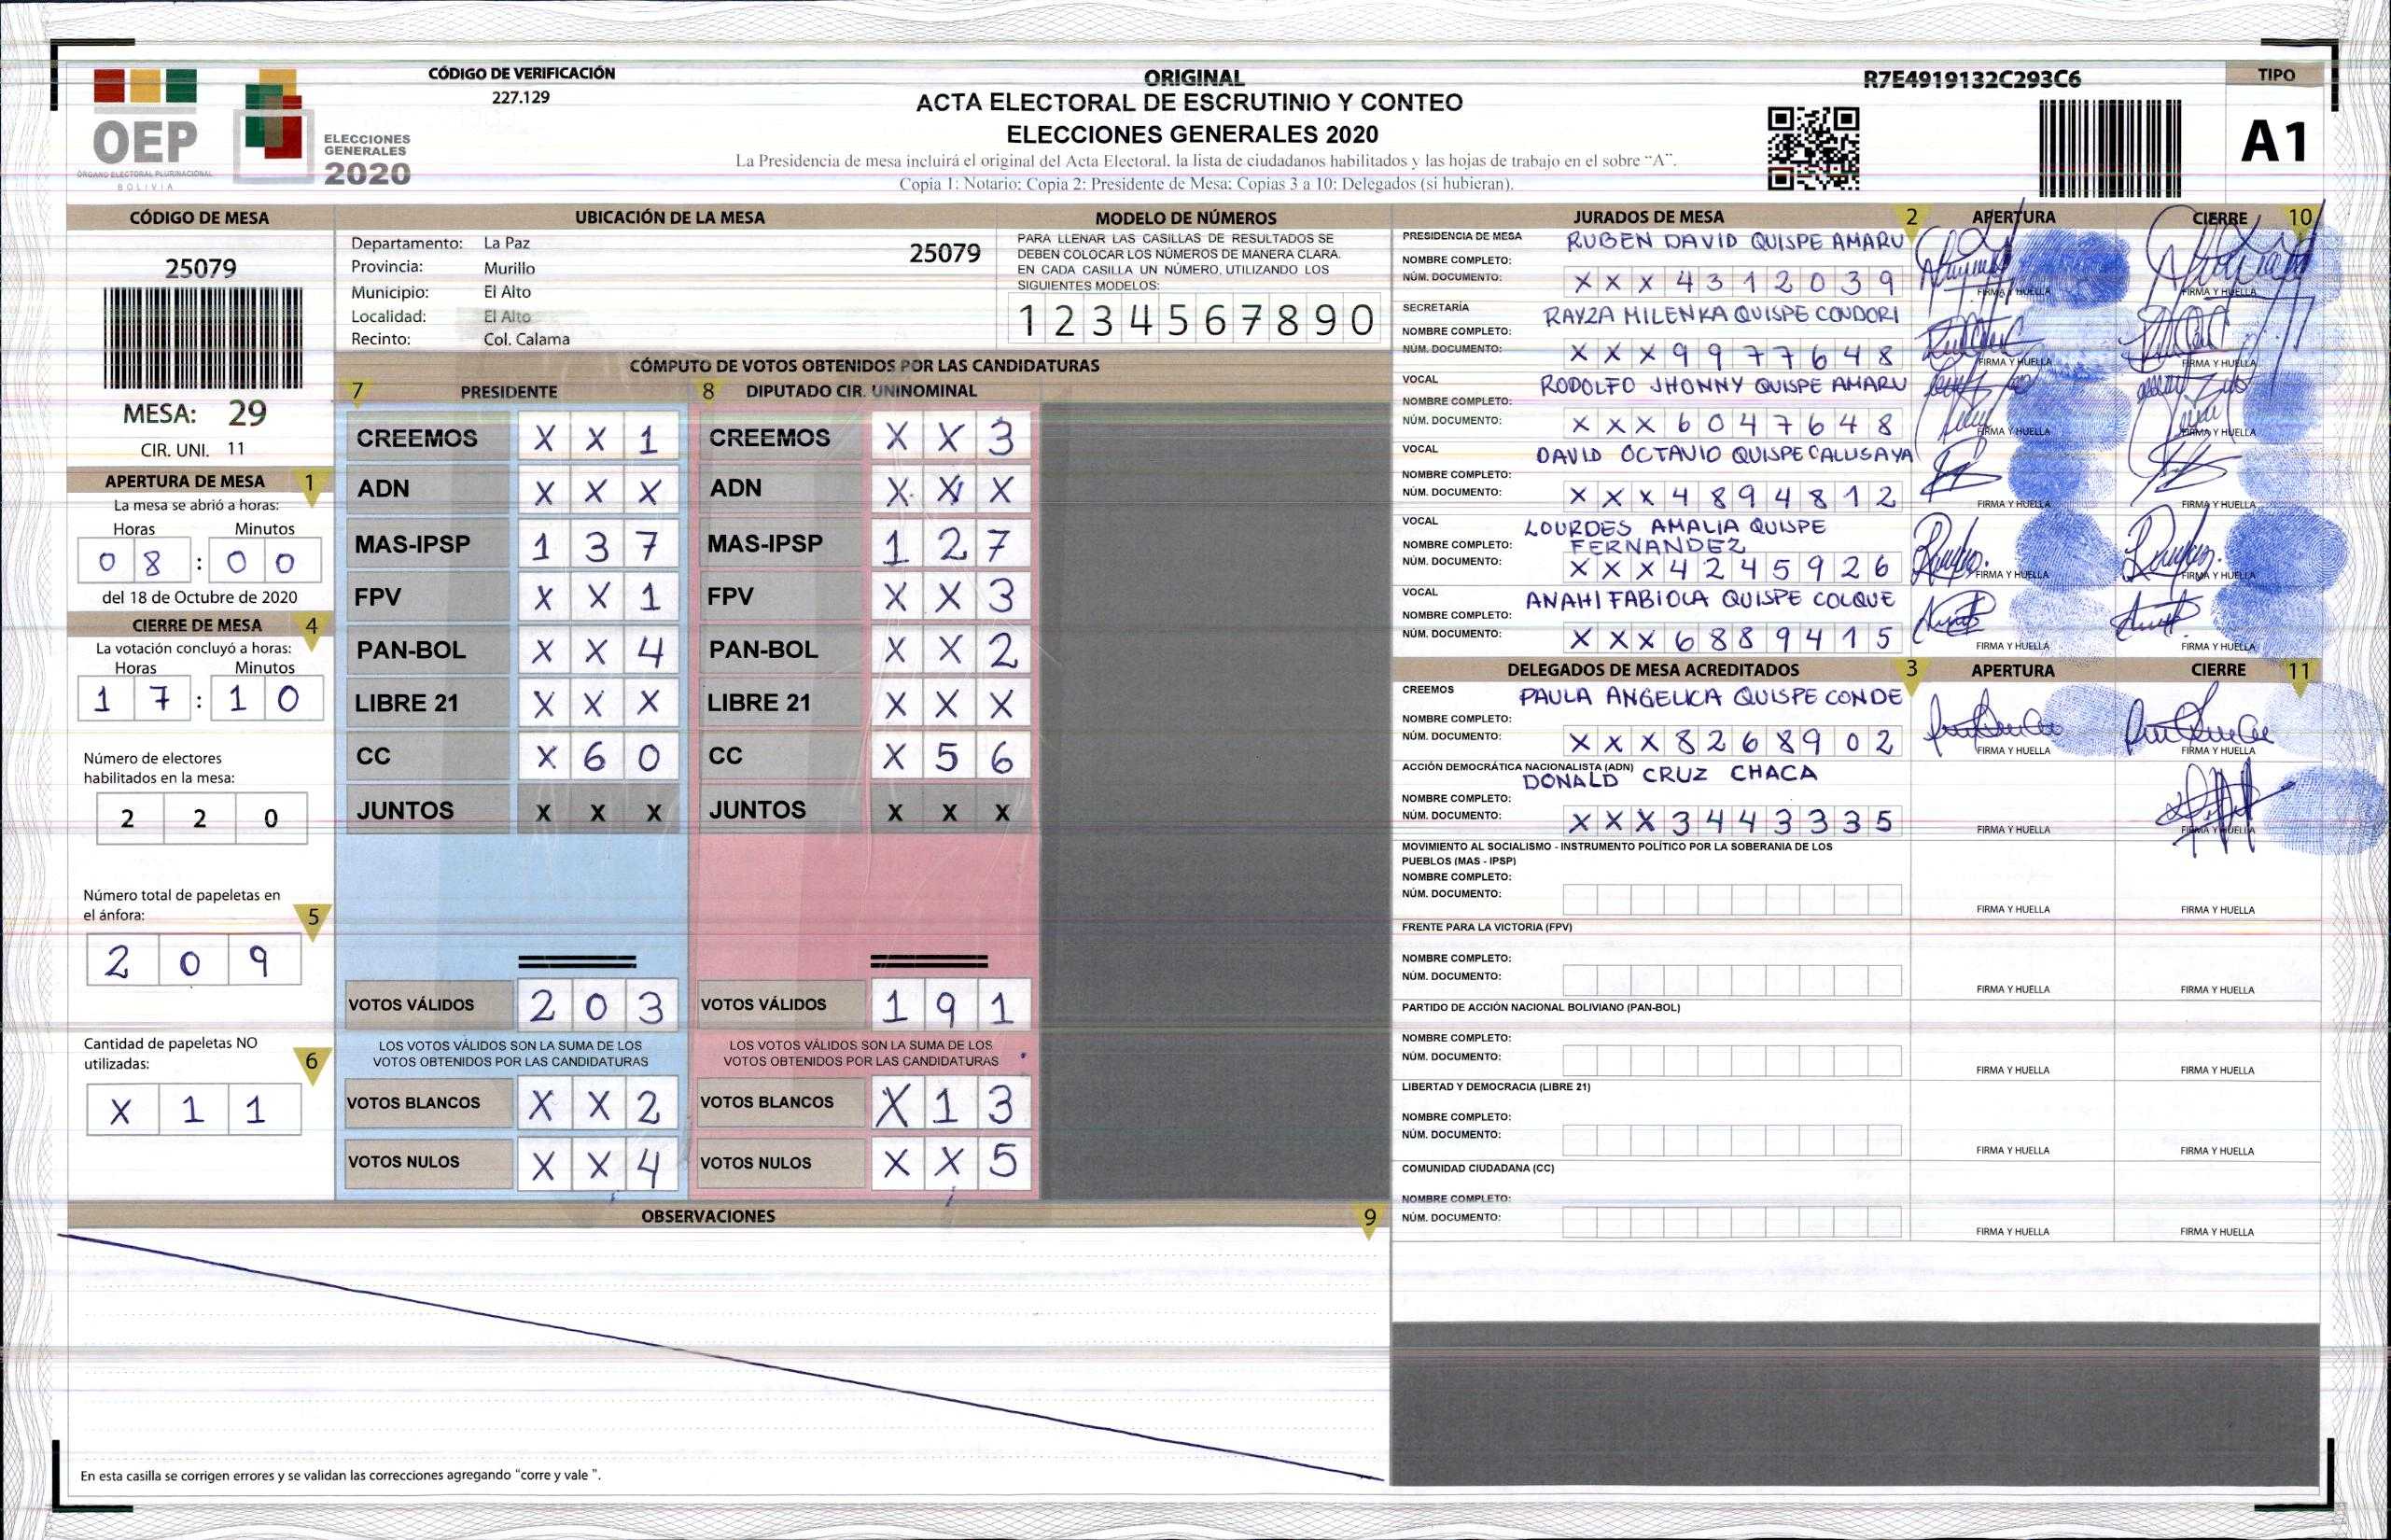 CÓDIGO DE VERIFICACIÓN
227.129
ORIGINAL
ACTA ELECTORAL DE ESCRUTINIO Y CONTEO
ELECCIONES GENERALES 2020
La Presidencia de mesa incluirá el original del Acta Electoral, la lista de ciudadanos habilitados y las hojas de trabajo en el sobre "A".
Copia 1: Notario; Copia 2: Presidente de Mesa; Copias 3 a 10: Delegados (si hubieran).
R7E4919132C293C6
TIPO
A1
OEP
ÓRGANO ELECTORAL PLURINACIONAL
BOLIVIA
ELECCIONES
GENERALES
2020
CÓDIGO DE MESA
25079
MESA: 29
CIR. UNI. 11
APERTURA DE MESA 1
La mesa se abrió a horas:
Horas Minutos
0 8 : 0 0
del 18 de Octubre de 2020
CIERRE DE MESA 4
La votación concluyó a horas:
Horas Minutos
1 7 : 1 0
Número de electores
habilitados en la mesa:
2 2 0
Número total de papeletas en
el ánfora: 5
2 0 9
Cantidad de papeletas NO
utilizadas: 6
X 1 1
UBICACIÓN DE LA MESA
Departamento: La Paz 25079
Provincia: Murillo
Municipio: El Alto
Localidad: El Alto
Recinto: Col. Calama
MODELO DE NÚMEROS
PARA LLENAR LAS CASILLAS DE RESULTADOS SE
DEBEN COLOCAR LOS NÚMEROS DE MANERA CLARA.
EN CADA CASILLA UN NÚMERO, UTILIZANDO LOS
SIGUIENTES MODELOS:
1 2 3 4 5 6 7 8 9 0
CÓMPUTO DE VOTOS OBTENIDOS POR LAS CANDIDATURAS
7 PRESIDENTE 8 DIPUTADO CIR. UNINOMINAL
CREEMOS X X 1 CREEMOS X X 3
ADN X X X ADN X X X
MAS-IPSP 1 3 7 MAS-IPSP 1 2 7
FPV X X 1 FPV X X 3
PAN-BOL X X 4 PAN-BOL X X 2
LIBRE 21 X X X LIBRE 21 X X X
CC X 6 0 CC X 5 6
JUNTOS X X X JUNTOS X X X
VOTOS VÁLIDOS 2 0 3 VOTOS VÁLIDOS 1 9 1
LOS VOTOS VÁLIDOS SON LA SUMA DE LOS LOS VOTOS VÁLIDOS SON LA SUMA DE LOS
VOTOS OBTENIDOS POR LAS CANDIDATURAS VOTOS OBTENIDOS POR LAS CANDIDATURAS
VOTOS BLANCOS X X 2 VOTOS BLANCOS X 1 3
VOTOS NULOS X X 4 VOTOS NULOS X X 5
OBSERVACIONES 9
En esta casilla se corrigen errores y se validan las correcciones agregando "corre y vale ".
JURADOS DE MESA 2 APERTURA CIERRE 10
PRESIDENCIA DE MESA RUBEN DAVID QUISPE AMARU
NOMBRE COMPLETO:
NÚM. DOCUMENTO: X X X 4 3 1 2 0 3 9 FIRMA Y HUELLA FIRMA Y HUELLA
SECRETARÍA RAYZA MILENKA QUISPE CONDORI
NOMBRE COMPLETO:
NÚM. DOCUMENTO: X X X 9 9 7 7 6 4 8 FIRMA Y HUELLA FIRMA Y HUELLA
VOCAL RODOLFO JHONNY QUISPE AMARU
NOMBRE COMPLETO:
NÚM. DOCUMENTO: X X X 6 0 4 7 6 4 8 FIRMA Y HUELLA FIRMA Y HUELLA
VOCAL DAVID OCTAVIO QUISPE CALLISAYA
NOMBRE COMPLETO:
NÚM. DOCUMENTO: X X X 4 8 9 4 8 1 2 FIRMA Y HUELLA FIRMA Y HUELLA
VOCAL LOURDES AMALIA QUISPE
NOMBRE COMPLETO: FERNANDEZ
NÚM. DOCUMENTO: X X X 4 2 4 5 9 2 6 FIRMA Y HUELLA FIRMA Y HUELLA
VOCAL ANAHI FABIOLA QUISPE COLQUE
NOMBRE COMPLETO:
NÚM. DOCUMENTO: X X X 6 8 8 9 4 1 5 FIRMA Y HUELLA FIRMA Y HUELLA
DELEGADOS DE MESA ACREDITADOS 3 APERTURA CIERRE 11
CREEMOS PAULA ANGELICA QUISPE CONDE
NOMBRE COMPLETO:
NÚM. DOCUMENTO: X X X 8 2 6 8 9 0 2 FIRMA Y HUELLA FIRMA Y HUELLA
ACCIÓN DEMOCRÁTICA NACIONALISTA (ADN)
DONALD CRUZ CHACA
NOMBRE COMPLETO:
NÚM. DOCUMENTO: X X X 3 4 4 3 3 3 5 FIRMA Y HUELLA FIRMA Y HUELLA
MOVIMIENTO AL SOCIALISMO - INSTRUMENTO POLÍTICO POR LA SOBERANIA DE LOS
PUEBLOS (MAS - IPSP)
NOMBRE COMPLETO:
NÚM. DOCUMENTO: FIRMA Y HUELLA FIRMA Y HUELLA
FRENTE PARA LA VICTORIA (FPV)
NOMBRE COMPLETO:
NÚM. DOCUMENTO: FIRMA Y HUELLA FIRMA Y HUELLA
PARTIDO DE ACCIÓN NACIONAL BOLIVIANO (PAN-BOL)
NOMBRE COMPLETO:
NÚM. DOCUMENTO: FIRMA Y HUELLA FIRMA Y HUELLA
LIBERTAD Y DEMOCRACIA (LIBRE 21)
NOMBRE COMPLETO:
NÚM. DOCUMENTO: FIRMA Y HUELLA FIRMA Y HUELLA
COMUNIDAD CIUDADANA (CC)
NOMBRE COMPLETO:
NÚM. DOCUMENTO: FIRMA Y HUELLA FIRMA Y HUELLA